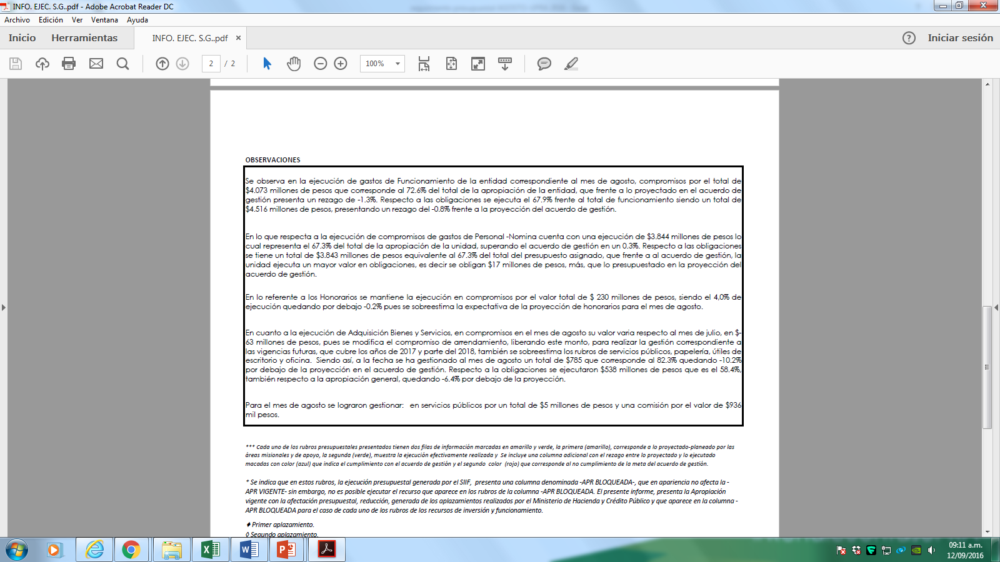 INFO. EJEC. S.G..pdf - Adobe Acrobat Reader DC
Archivo Edición Ver Ventana Ayuda
Inicio Herramientas INFO. EJEC. S.G..pdf × ? Iniciar sesión
2 / 2 100%
OBSERVACIONES
Se observa en la ejecución de gastos de Funcionamiento de la entidad correspondiente al mes de agosto, compromisos por el total de
$4.073 millones de pesos que corresponde al 72.6% del total de la apropiación de la entidad, que frente a lo proyectado en el acuerdo de
gestión presenta un rezago de -1.3%. Respecto a las obligaciones se ejecuta el 67.9% frente al total de funcionamiento siendo un total de
$4.516 millones de pesos, presentando un rezago del -0.8% frente a la proyección del acuerdo de gestión.
En lo que respecta a la ejecución de compromisos de gastos de Personal -Nomina cuenta con una ejecución de $3.844 millones de pesos lo
cual representa el 67.3% del total de la apropiación de la unidad, superando el acuerdo de gestión en un 0.3%. Respecto a las obligaciones
se tiene un total de $3.843 millones de pesos equivalente al 67.3% del total del presupuesto asignado, que frente a al acuerdo de gestión, la
unidad ejecuta un mayor valor en obligaciones, es decir se obligan $17 millones de pesos, más, que lo presupuestado en la proyección del
acuerdo de gestión.
En lo referente a los Honorarios se mantiene la ejecución en compromisos por el valor total de $ 230 millones de pesos, siendo el 4,0% de
ejecución quedando por debajo -0.2% pues se sobreestima la expectativa de la proyección de honorarios para el mes de agosto.
En cuanto a la ejecución de Adquisición Bienes y Servicios, en compromisos en el mes de agosto su valor varia respecto al mes de julio, en $-
63 millones de pesos, pues se modifica el compromiso de arrendamiento, liberando este monto, para realizar la gestión correspondiente a
las vigencias futuras, que cubre los años de 2017 y parte del 2018, también se sobreestima los rubros de servicios públicos, papelería, útiles de
escritorio y oficina. Siendo así, a la fecha se ha gestionado al mes de agosto un total de $785 que corresponde al 82.3% quedando -10.2%
por debajo de la proyección en el acuerdo de gestión. Respecto a la obligaciones se ejecutaron $538 millones de pesos que es el 58.4%,
también respecto a la apropiación general, quedando -6.4% por debajo de la proyección.
Para el mes de agosto se lograron gestionar: en servicios públicos por un total de $5 millones de pesos y una comisión por el valor de $936
mil pesos.
*** Cada uno de los rubros presupuestales presentados tienen dos filas de información marcadas en amarillo y verde, la primera (amarillo), corresponde a lo proyectado-planeado por las
áreas misionales y de apoyo, la segunda (verde), muestra la ejecución efectivamente realizada y Se incluye una columna adicional con el rezago entre lo proyectado y lo ejecutado
macadas con color (azul) que indica el cumplimiento con el acuerdo de gestión y el segundo color (rojo) que corresponde al no cumplimiento de la meta del acuerdo de gestión.
* Se indica que en estos rubros, la ejecución presupuestal generada por el SIIF, presenta una columna denominada -APR BLOQUEADA-, que en apariencia no afecta la -
APR VIGENTE- sin embargo, no es posible ejecutar el recurso que aparece en los rubros de la columna -APR BLOQUEADA. El presente informe, presenta la Apropiación
vigente con la afectación presupuestal, reducción, generada de los aplazamientos realizados por el Ministerio de Hacienda y Crédito Público y que aparece en la columna -
APR BLOQUEADA para el caso de cada uno de los rubros de los recursos de inversión y funcionamiento.
♦ Primer aplazamiento.
◊ Segundo aplazamiento.
09:11 a.m.
12/09/2016